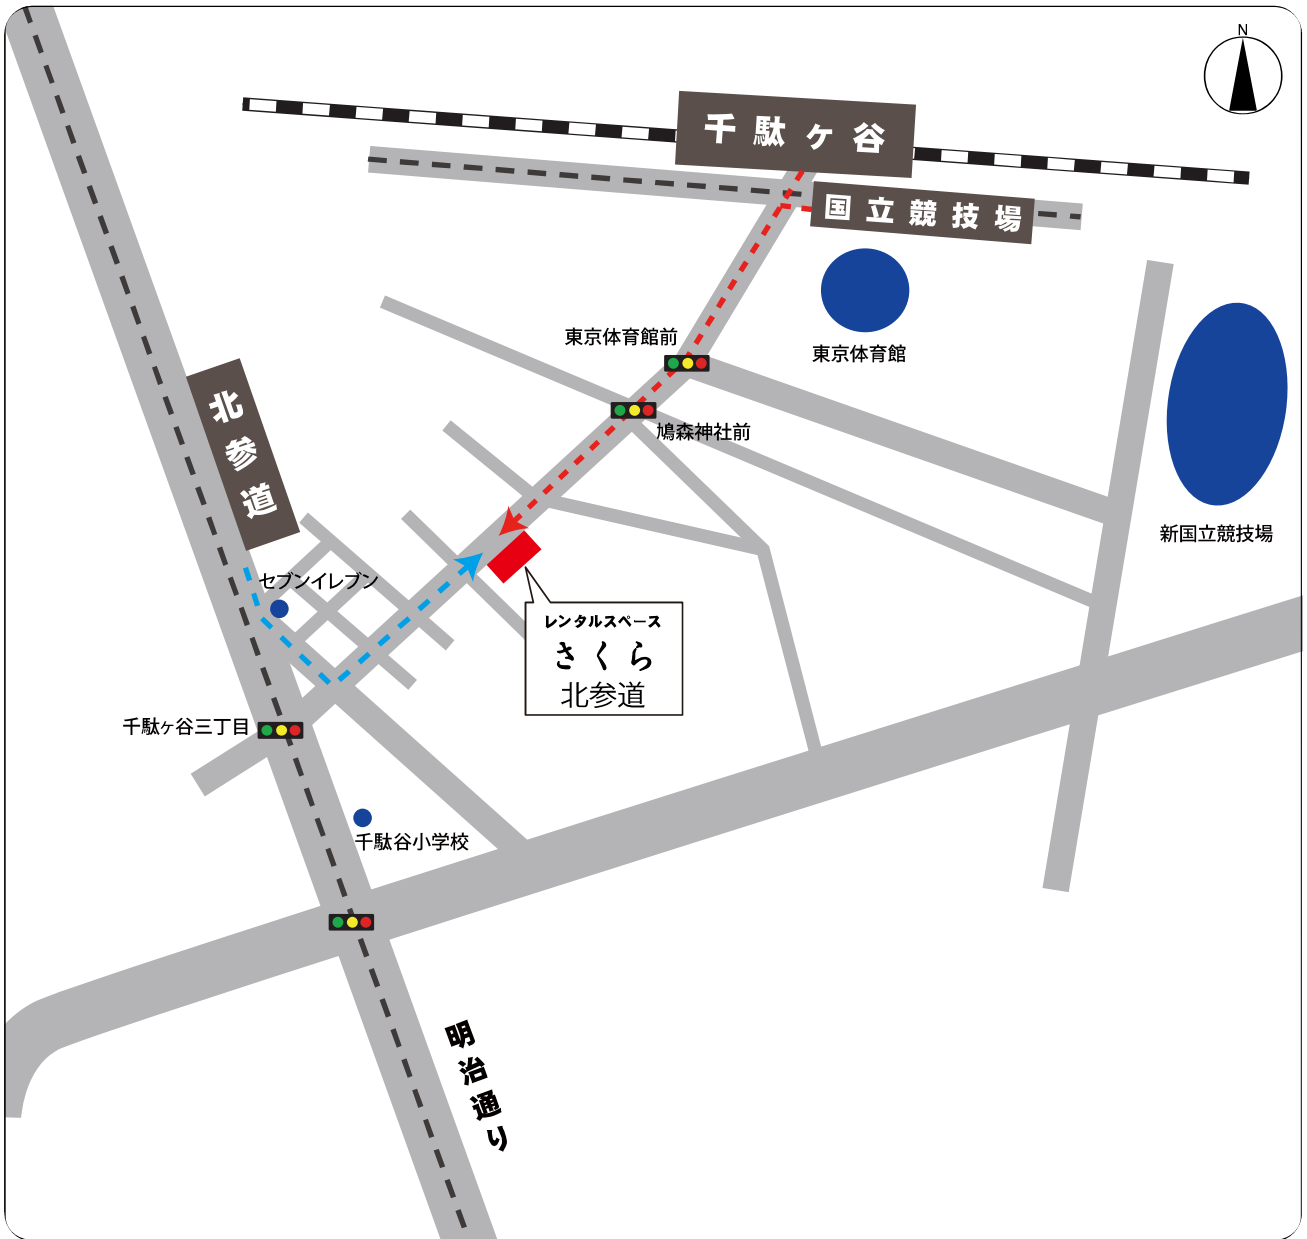 N
千駄ヶ谷
国立競技場
東京体育館前
東京体育館
北参道
鳩森神社前
新国立競技場
セブンイレブン
レンタルスペース
さくら
北参道
千駄ヶ谷三丁目
千駄谷小学校
明治通り